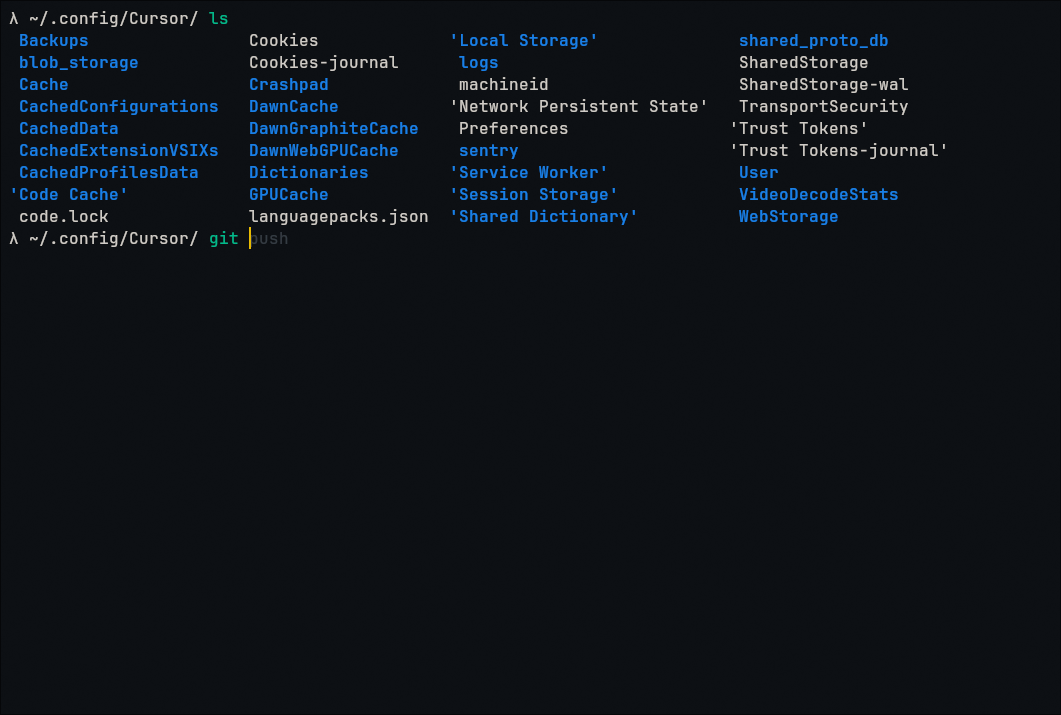 λ ~/.config/Cursor/ ls
Backups Cookies 'Local Storage' shared_proto_db
blob_storage Cookies-journal logs SharedStorage
Cache Crashpad machineid SharedStorage-wal
CachedConfigurations DawnCache 'Network Persistent State' TransportSecurity
CachedData DawnGraphiteCache Preferences 'Trust Tokens'
CachedExtensionVSIXs DawnWebGPUCache sentry 'Trust Tokens-journal'
CachedProfilesData Dictionaries 'Service Worker' User
'Code Cache' GPUCache 'Session Storage' VideoDecodeStats
code.lock languagepacks.json 'Shared Dictionary' WebStorage
λ ~/.config/Cursor/ git push